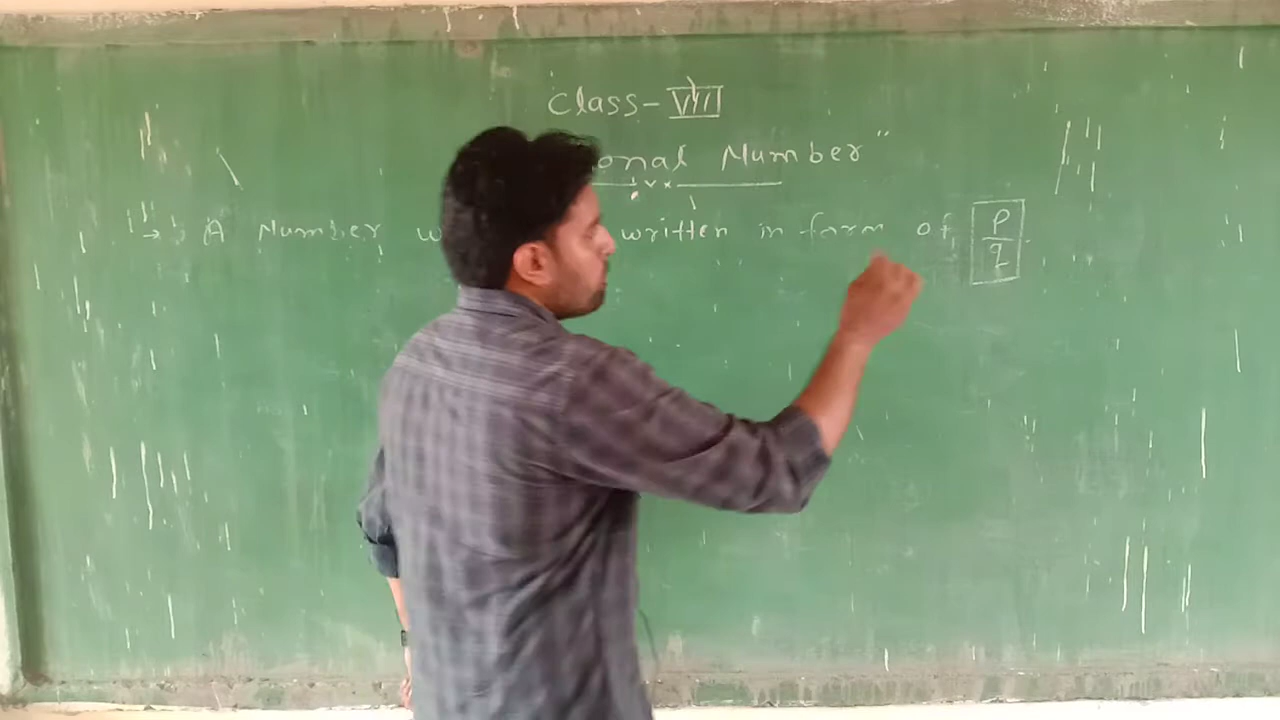 Class-VIII
onal Number"
→ A Number w written in form of P/q